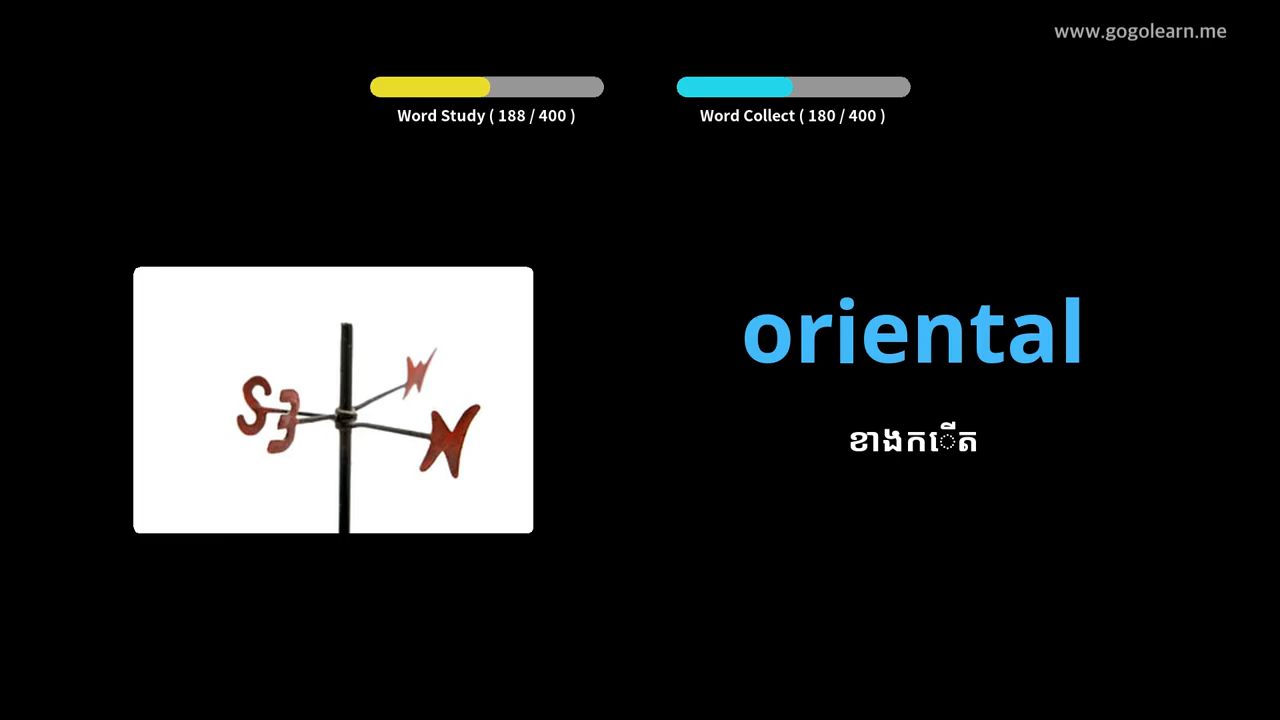 www.gogolearn.me
Word Study ( 188 / 400 )
Word Collect ( 180 / 400 )
oriental
ខាងកើត
S E N W